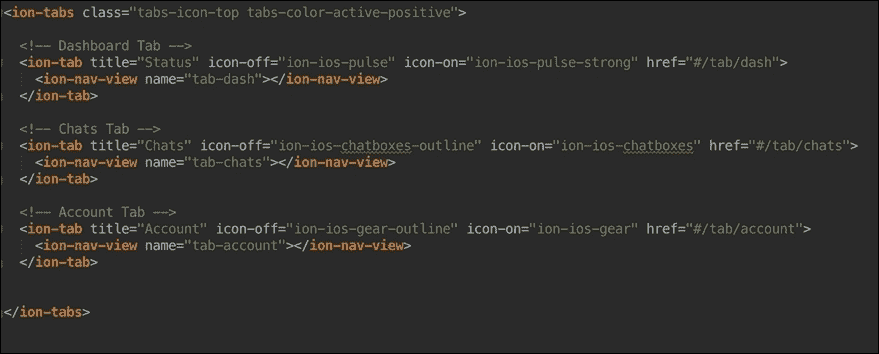 <ion-tabs class="tabs-icon-top tabs-color-active-positive">
<!-- Dashboard Tab -->
<ion-tab title="Status" icon-off="ion-ios-pulse" icon-on="ion-ios-pulse-strong" href="#/tab/dash">
<ion-nav-view name="tab-dash"></ion-nav-view>
</ion-tab>
<!-- Chats Tab -->
<ion-tab title="Chats" icon-off="ion-ios-chatboxes-outline" icon-on="ion-ios-chatboxes" href="#/tab/chats">
<ion-nav-view name="tab-chats"></ion-nav-view>
</ion-tab>
<!-- Account Tab -->
<ion-tab title="Account" icon-off="ion-ios-gear-outline" icon-on="ion-ios-gear" href="#/tab/account">
<ion-nav-view name="tab-account"></ion-nav-view>
</ion-tab>
</ion-tabs>